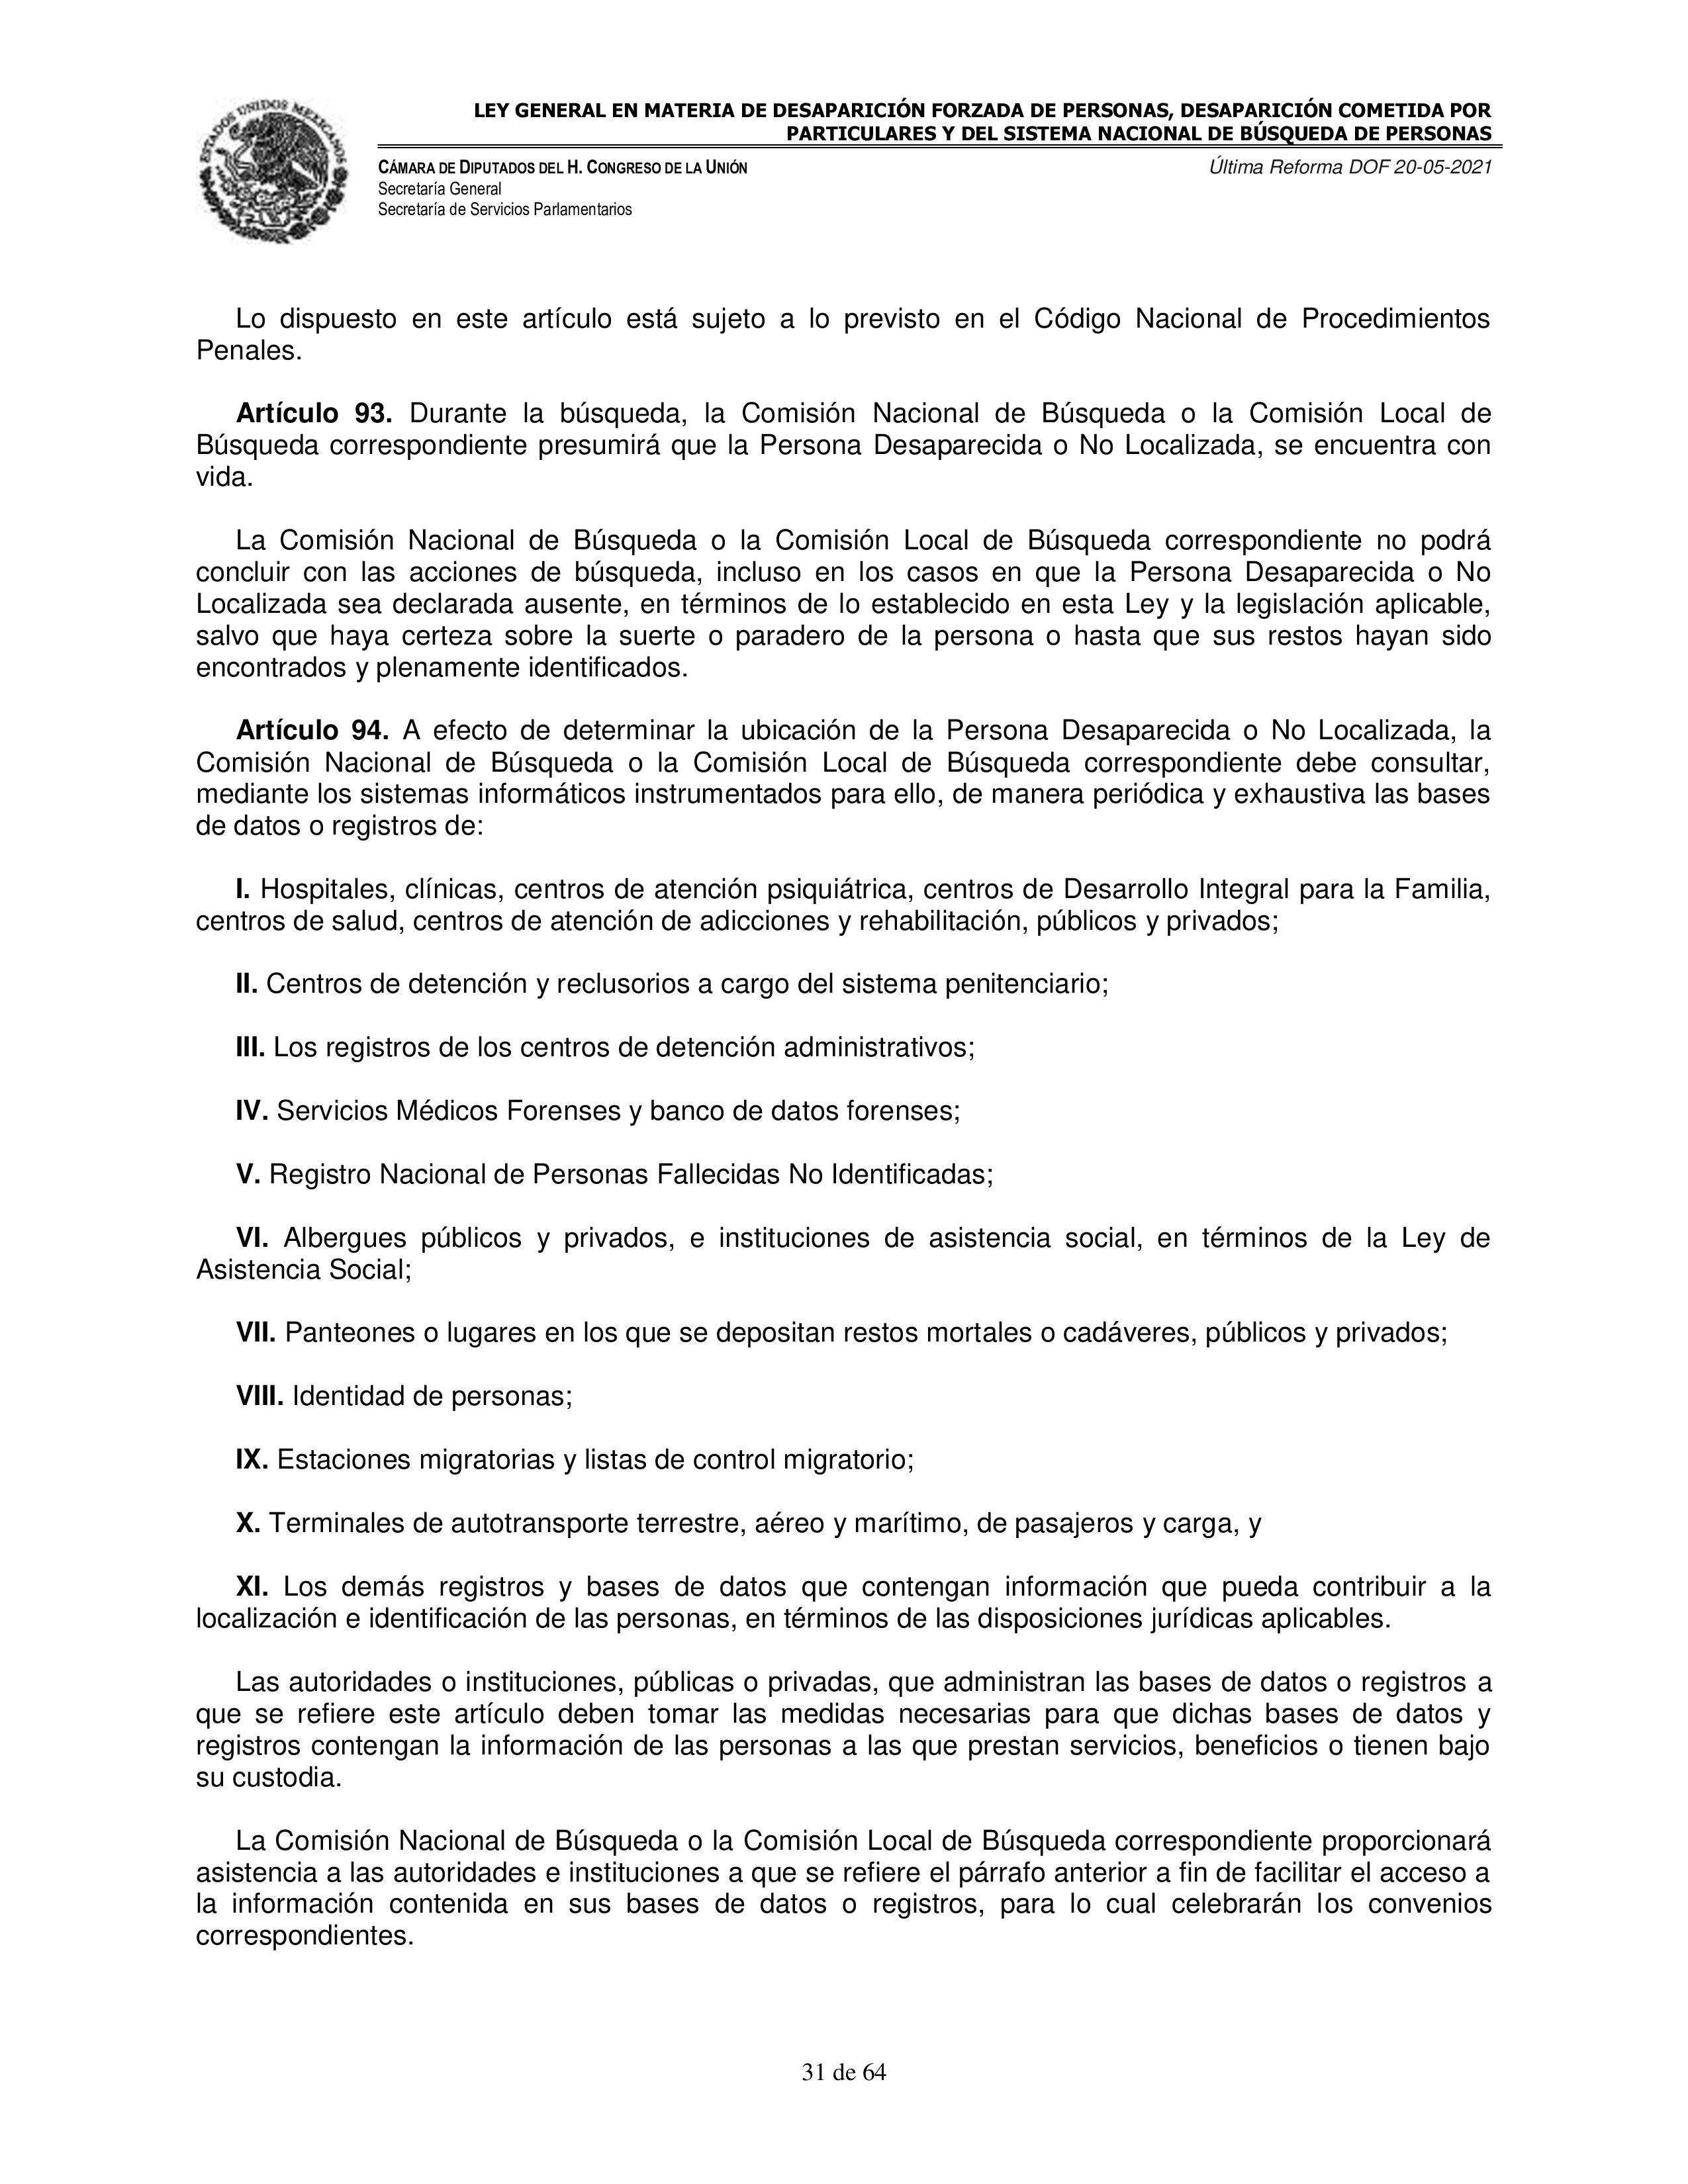 ESTADOS UNIDOS MEXICANOS
LEY GENERAL EN MATERIA DE DESAPARICIÓN FORZADA DE PERSONAS, DESAPARICIÓN COMETIDA POR
PARTICULARES Y DEL SISTEMA NACIONAL DE BÚSQUEDA DE PERSONAS
CÁMARA DE DIPUTADOS DEL H. CONGRESO DE LA UNIÓN
Última Reforma DOF 20-05-2021
Secretaría General
Secretaría de Servicios Parlamentarios
Lo dispuesto en este artículo está sujeto a lo previsto en el Código Nacional de Procedimientos
Penales.
Artículo 93. Durante la búsqueda, la Comisión Nacional de Búsqueda o la Comisión Local de
Búsqueda correspondiente presumirá que la Persona Desaparecida o No Localizada, se encuentra con
vida.
La Comisión Nacional de Búsqueda o la Comisión Local de Búsqueda correspondiente no podrá
concluir con las acciones de búsqueda, incluso en los casos en que la Persona Desaparecida o No
Localizada sea declarada ausente, en términos de lo establecido en esta Ley y la legislación aplicable,
salvo que haya certeza sobre la suerte o paradero de la persona o hasta que sus restos hayan sido
encontrados y plenamente identificados.
Artículo 94. A efecto de determinar la ubicación de la Persona Desaparecida o No Localizada, la
Comisión Nacional de Búsqueda o la Comisión Local de Búsqueda correspondiente debe consultar,
mediante los sistemas informáticos instrumentados para ello, de manera periódica y exhaustiva las bases
de datos o registros de:
I. Hospitales, clínicas, centros de atención psiquiátrica, centros de Desarrollo Integral para la Familia,
centros de salud, centros de atención de adicciones y rehabilitación, públicos y privados;
II. Centros de detención y reclusorios a cargo del sistema penitenciario;
III. Los registros de los centros de detención administrativos;
IV. Servicios Médicos Forenses y banco de datos forenses;
V. Registro Nacional de Personas Fallecidas No Identificadas;
VI. Albergues públicos y privados, e instituciones de asistencia social, en términos de la Ley de
Asistencia Social;
VII. Panteones o lugares en los que se depositan restos mortales o cadáveres, públicos y privados;
VIII. Identidad de personas;
IX. Estaciones migratorias y listas de control migratorio;
X. Terminales de autotransporte terrestre, aéreo y marítimo, de pasajeros y carga, y
XI. Los demás registros y bases de datos que contengan información que pueda contribuir a la
localización e identificación de las personas, en términos de las disposiciones jurídicas aplicables.
Las autoridades o instituciones, públicas o privadas, que administran las bases de datos o registros a
que se refiere este artículo deben tomar las medidas necesarias para que dichas bases de datos y
registros contengan la información de las personas a las que prestan servicios, beneficios o tienen bajo
su custodia.
La Comisión Nacional de Búsqueda o la Comisión Local de Búsqueda correspondiente proporcionará
asistencia a las autoridades e instituciones a que se refiere el párrafo anterior a fin de facilitar el acceso a
la información contenida en sus bases de datos o registros, para lo cual celebrarán los convenios
correspondientes.
31 de 64